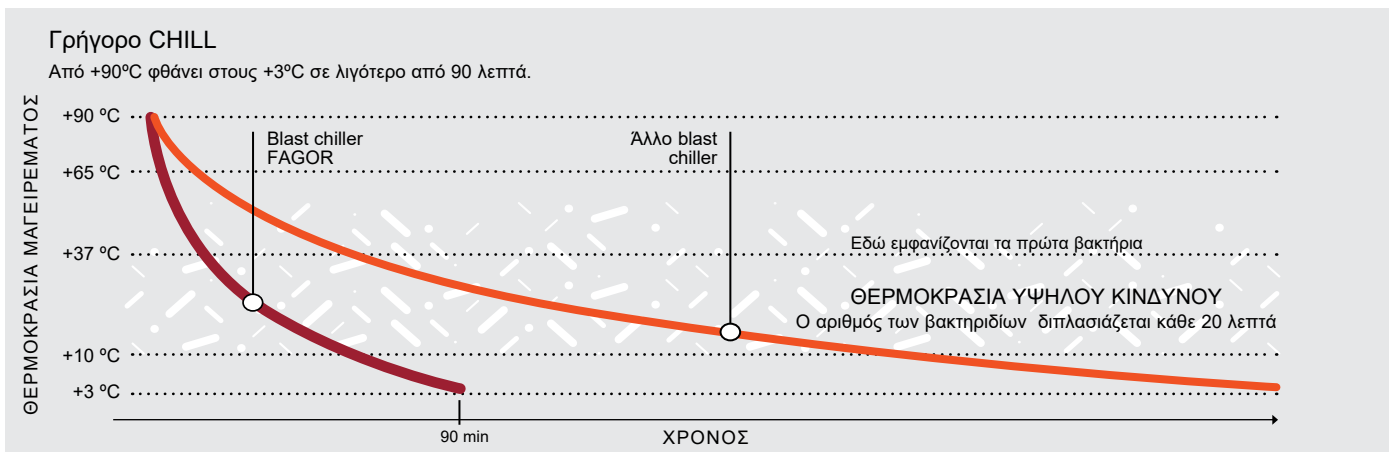 Γρήγορο CHILL
Από +90ºC φθάνει στους +3ºC σε λιγότερο από 90 λεπτά.
ΘΕΡΜΟΚΡΑΣΙΑ ΜΑΓΕΙΡΕΜΑΤΟΣ
+90 ºC
Blast chiller
FAGOR
Άλλο blast
chiller
+65 ºC
+37 ºC
Εδώ εμφανίζονται τα πρώτα βακτήρια
ΘΕΡΜΟΚΡΑΣΙΑ ΥΨΗΛΟΥ ΚΙΝΔΥΝΟΥ
Ο αριθμός των βακτηριδίων διπλασιάζεται κάθε 20 λεπτά
+10 ºC
+3 ºC
90 min
ΧΡΟΝΟΣ